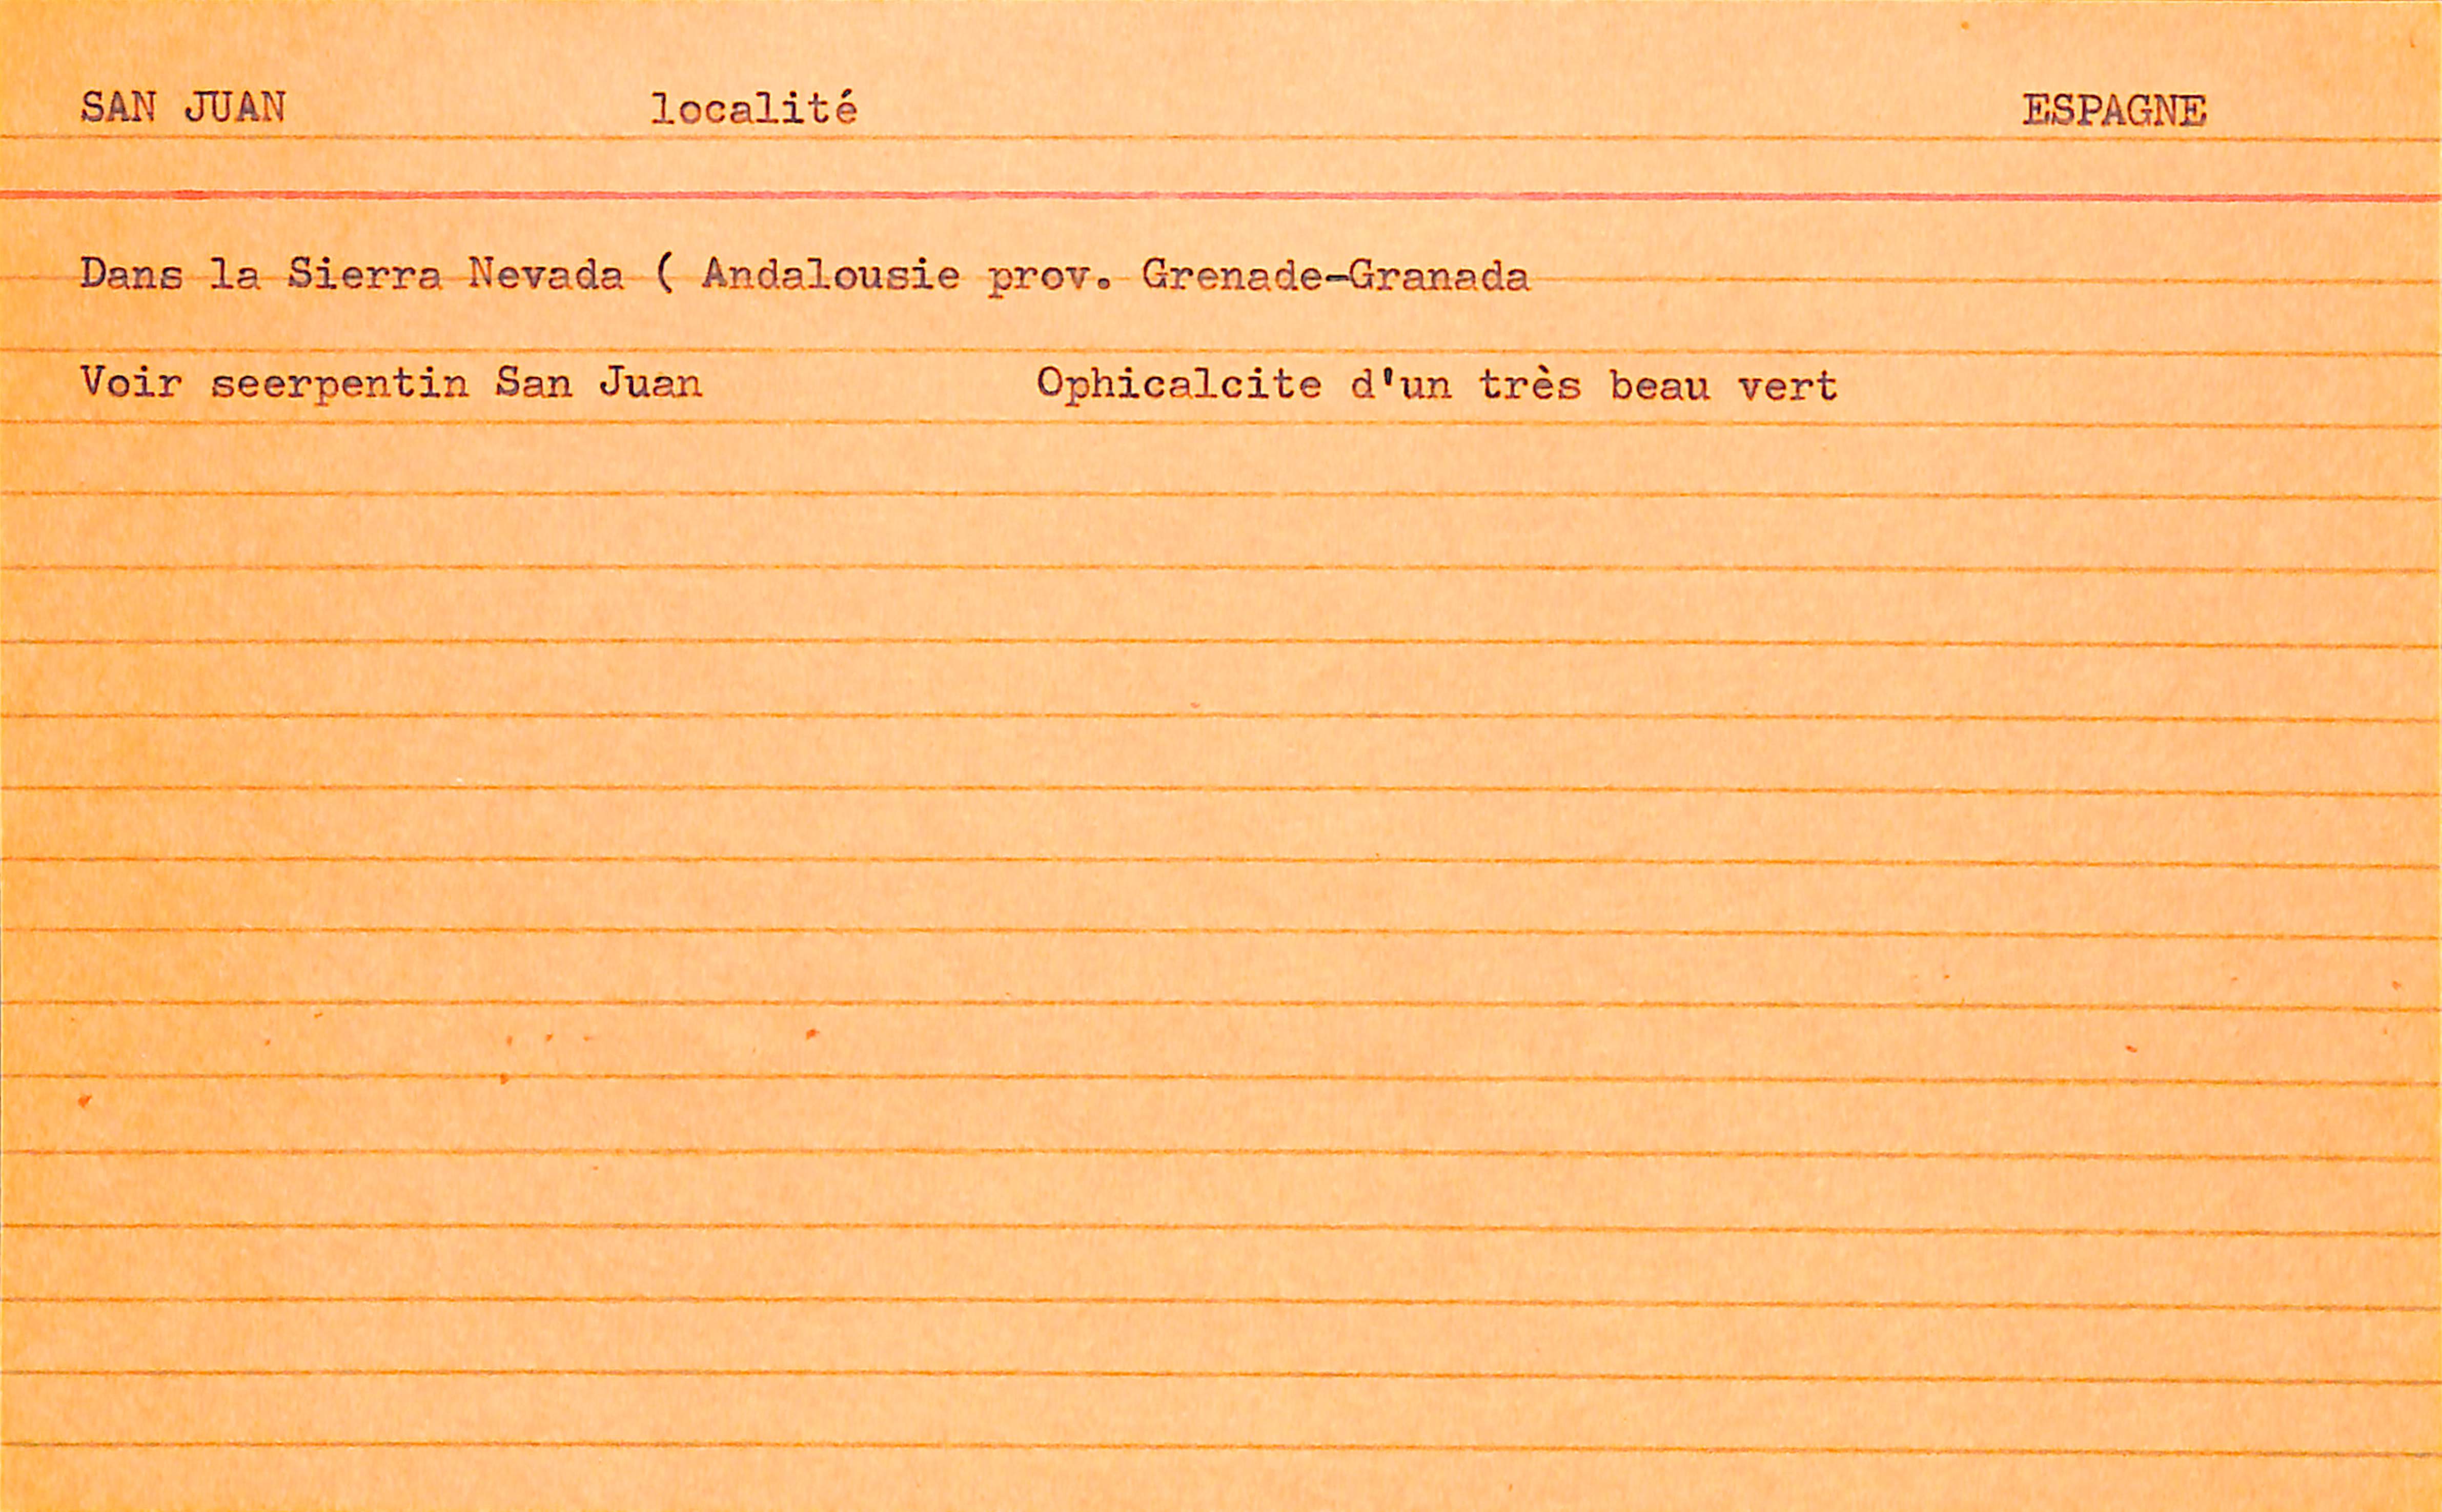 SAN JUAN localité ESPAGNE
Dans la Sierra Nevada ( Andalousie prov. Grenade-Granada
Voir seerpentin San Juan Ophicalcite d'un très beau vert